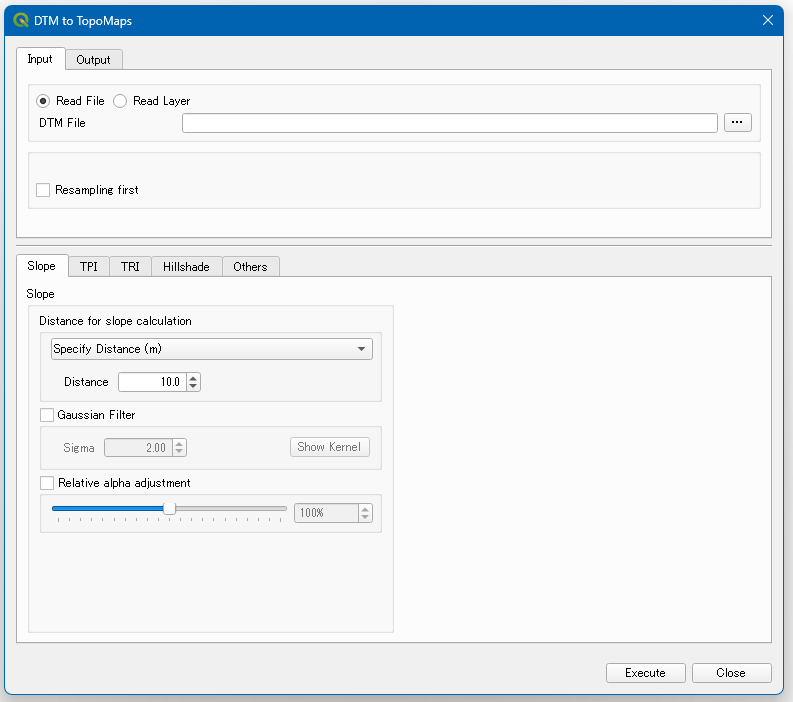 DTM to TopoMaps
Input Output
Read File Read Layer
DTM File ...
Resampling first
Slope TPI TRI Hillshade Others
Slope
Distance for slope calculation
Specify Distance (m)
Distance 10.0
Gaussian Filter
Sigma 2.00 Show Kernel
Relative alpha adjustment
100%
Execute Close